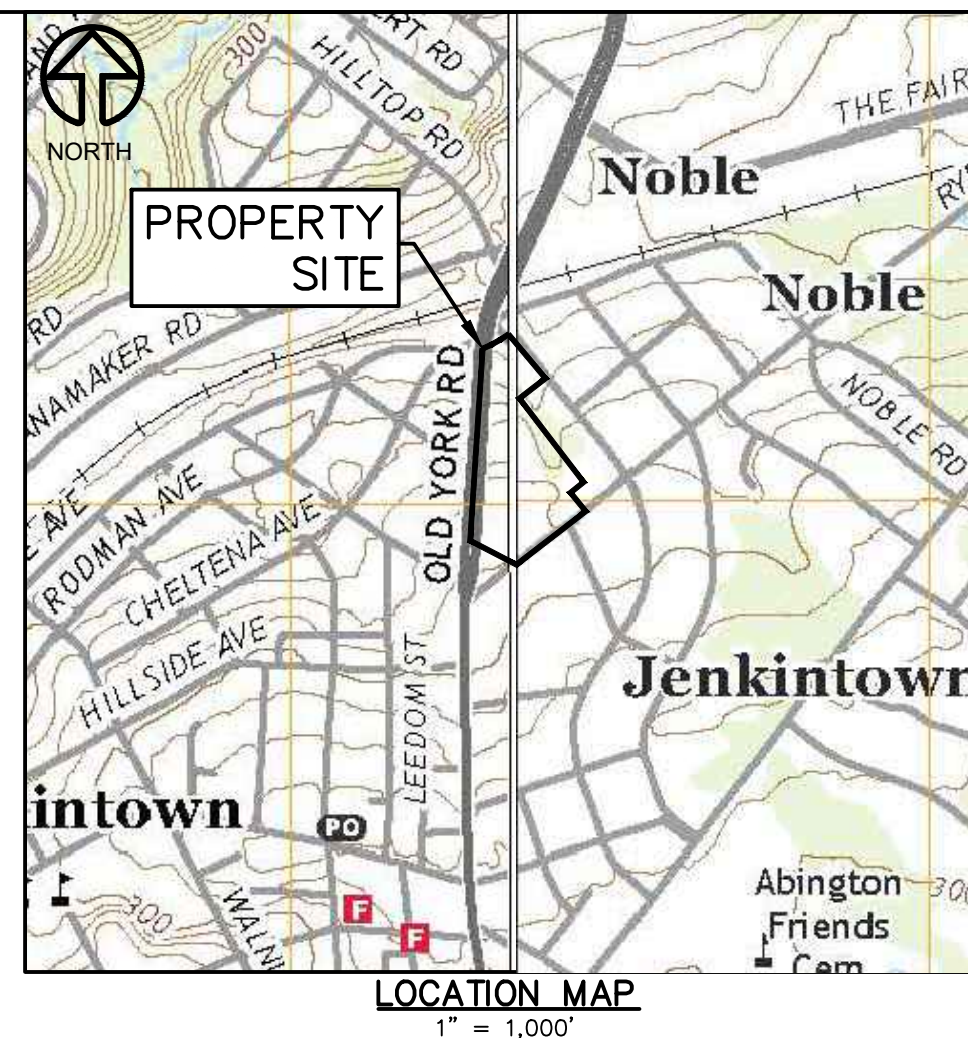 300
HILLTOP RD
RD
THE FAIR
NORTH
Noble
PROPERTY
SITE
Noble
RD
OLD YORK RD
NOBLE RD
RODMAN AVE
CHELTENA AVE
HILLSIDE AVE
LEEDOM ST
Jenkintown
intown
PO
F
F
300
Abington
Friends
Cem
300
LOCATION MAP
1" = 1,000'